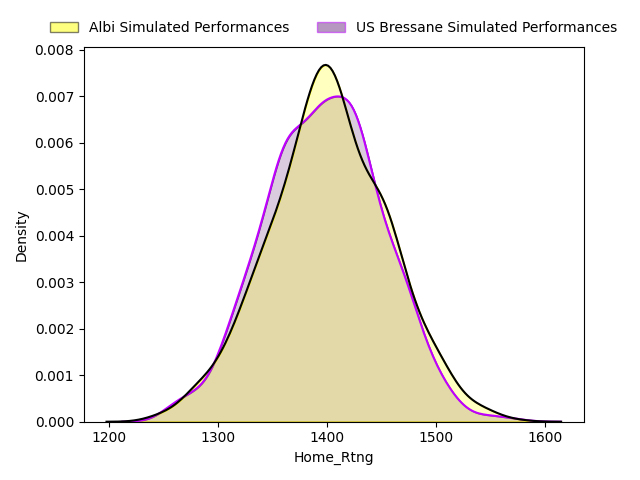 Albi Simulated Performances
US Bressane Simulated Performances
0.008
0.007
0.006
0.005
0.004
0.003
0.002
0.001
0.000
Density
1200 1300 1400 1500 1600
Home_Rtng